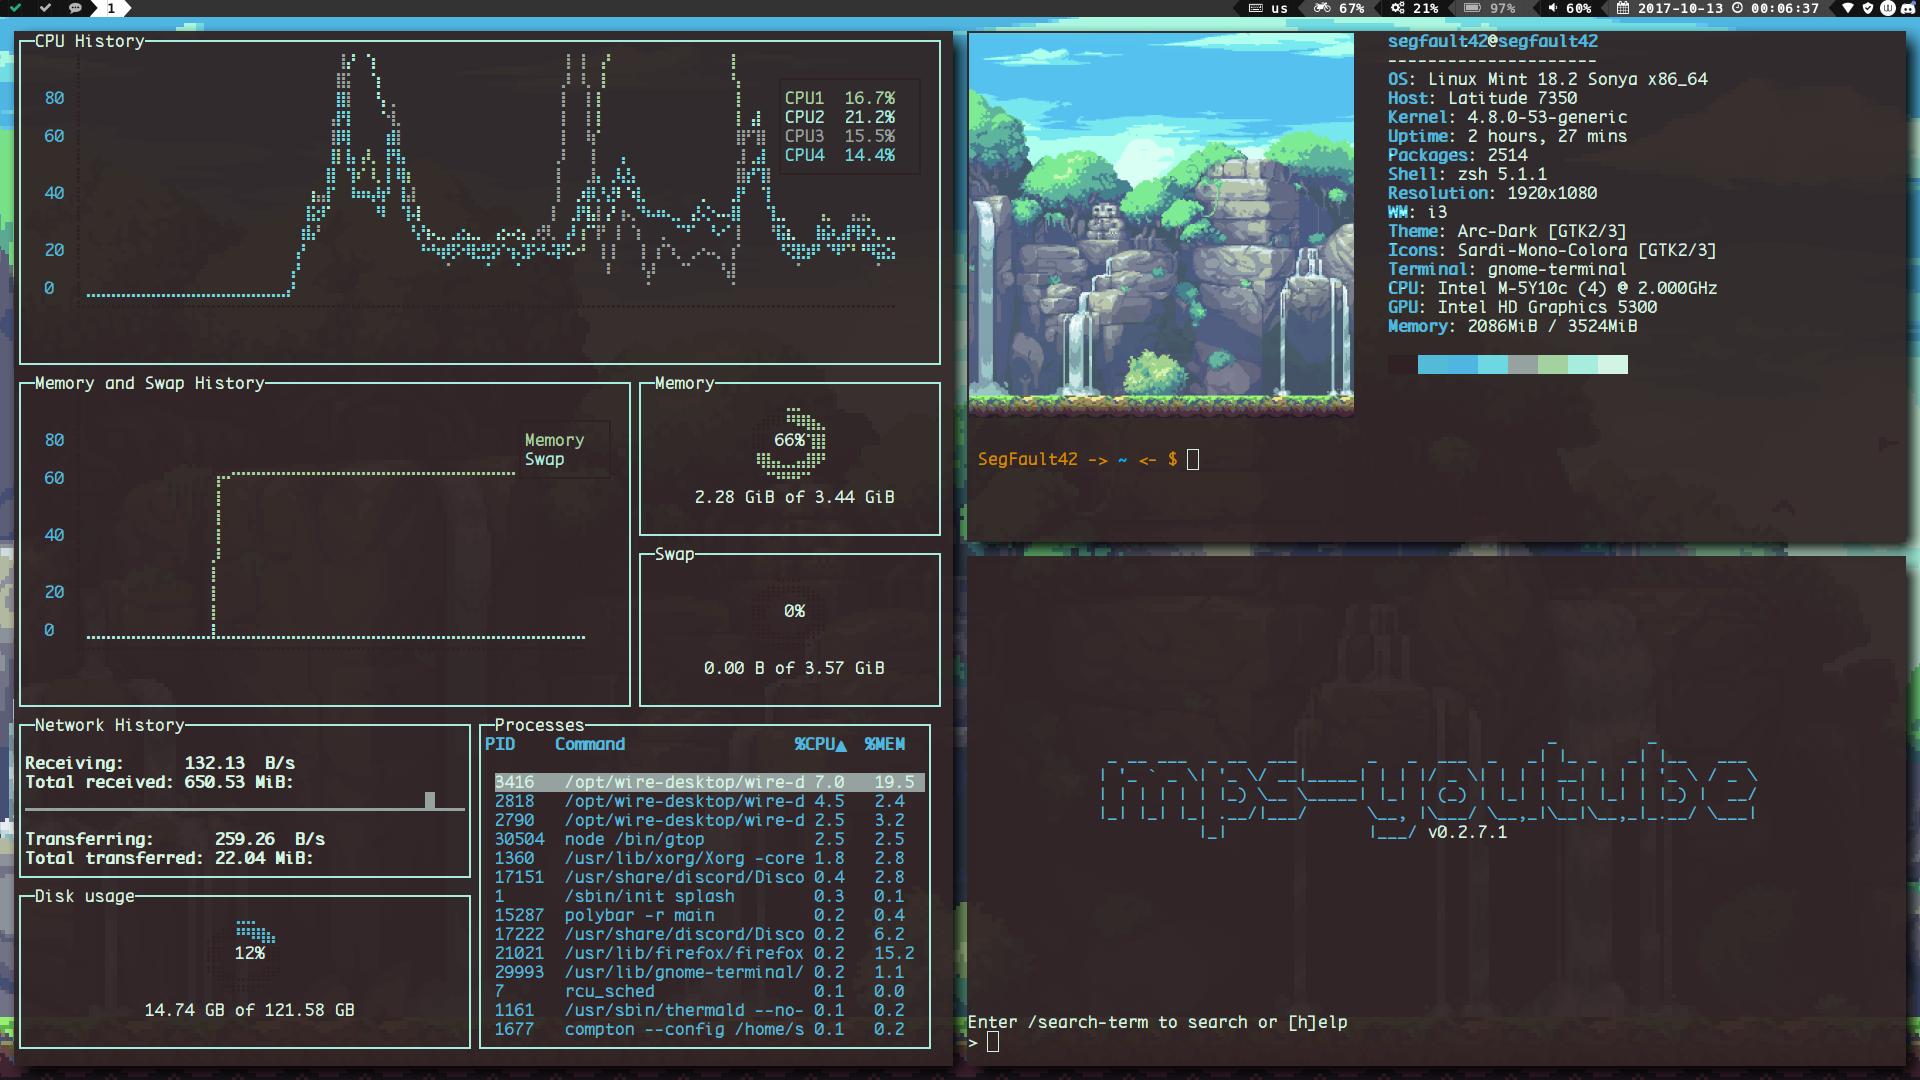 1
us 67% 21% 97% 60% 2017-10-13 00:06:37
CPU History
80
60
40
20
0
CPU1 16.7%
CPU2 21.2%
CPU3 15.5%
CPU4 14.4%
Memory and Swap History
80
60
40
20
0
Memory
Swap
Memory
66%
2.28 GiB of 3.44 GiB
Swap
0%
0.00 B of 3.57 GiB
Network History
Receiving: 132.13 B/s
Total received: 650.53 MiB:
Transferring: 259.26 B/s
Total transferred: 22.04 MiB:
Disk usage
12%
14.74 GB of 121.58 GB
Processes
PID Command %CPU▲ %MEM
3416 /opt/wire-desktop/wire-d 7.0 19.5
2818 /opt/wire-desktop/wire-d 4.5 2.4
2790 /opt/wire-desktop/wire-d 2.5 3.2
30504 node /bin/gtop 2.5 2.5
1360 /usr/lib/xorg/Xorg -core 1.8 2.8
17151 /usr/share/discord/Disco 0.4 2.8
1 /sbin/init splash 0.3 0.1
15287 polybar -r main 0.2 0.4
17222 /usr/share/discord/Disco 0.2 6.2
21021 /usr/lib/firefox/firefox 0.2 15.2
29993 /usr/lib/gnome-terminal/ 0.2 1.1
7 rcu_sched 0.1 0.0
1161 /usr/sbin/thermald --no- 0.1 0.2
1677 compton --config /home/s 0.1 0.2
segfault42@segfault42
---------------------
OS: Linux Mint 18.2 Sonya x86_64
Host: Latitude 7350
Kernel: 4.8.0-53-generic
Uptime: 2 hours, 27 mins
Packages: 2514
Shell: zsh 5.1.1
Resolution: 1920x1080
WM: i3
Theme: Arc-Dark [GTK2/3]
Icons: Sardi-Mono-Colora [GTK2/3]
Terminal: gnome-terminal
CPU: Intel M-5Y10c (4) @ 2.000GHz
GPU: Intel HD Graphics 5300
Memory: 2086MiB / 3524MiB
SegFault42 -> ~ <- $
mps-youtube
v0.2.7.1
Enter /search-term to search or [h]elp
>